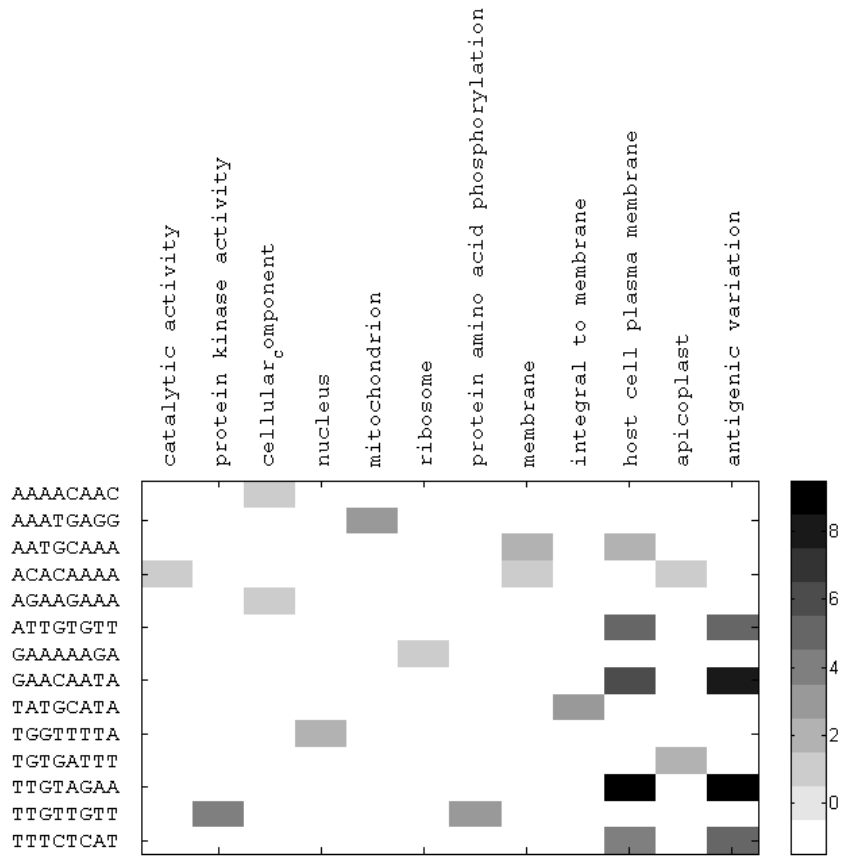 catalytic activity
protein kinase activity
cellular_component
nucleus
mitochondrion
ribosome
protein amino acid phosphorylation
membrane
integral to membrane
host cell plasma membrane
apicoplast
antigenic variation
AAAACAAC
AAATGAGG
AATGCAAA
ACACAAAA
AGAAGAAA
ATTGTGTT
GAAAAAGA
GAACAATA
TATGCATA
TGGTTTTA
TGTGATTT
TTGTAGAA
TTGTTGTT
TTTCTCAT
8
6
4
2
0